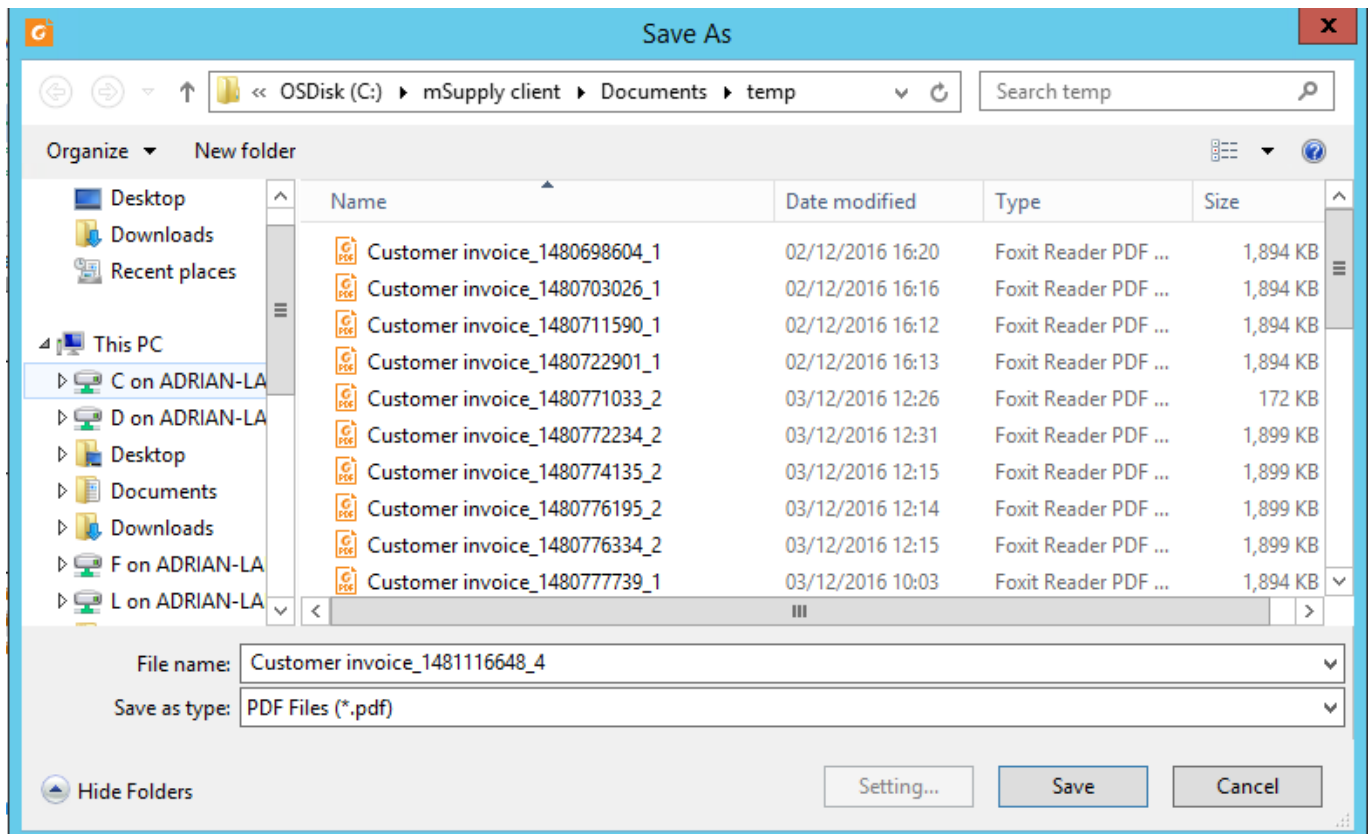 Save As
« OSDisk (C:) ▸ mSupply client ▸ Documents ▸ temp
Search temp
Organize
New folder
Desktop
Downloads
Recent places
This PC
C on ADRIAN-LA
D on ADRIAN-LA
Desktop
Documents
Downloads
F on ADRIAN-LA
L on ADRIAN-LA
Name Date modified Type Size
Customer invoice_1480698604_1 02/12/2016 16:20 Foxit Reader PDF ... 1,894 KB
Customer invoice_1480703026_1 02/12/2016 16:16 Foxit Reader PDF ... 1,894 KB
Customer invoice_1480711590_1 02/12/2016 16:12 Foxit Reader PDF ... 1,894 KB
Customer invoice_1480722901_1 02/12/2016 16:13 Foxit Reader PDF ... 1,894 KB
Customer invoice_1480771033_2 03/12/2016 12:26 Foxit Reader PDF ... 172 KB
Customer invoice_1480772234_2 03/12/2016 12:31 Foxit Reader PDF ... 1,899 KB
Customer invoice_1480774135_2 03/12/2016 12:15 Foxit Reader PDF ... 1,899 KB
Customer invoice_1480776195_2 03/12/2016 12:14 Foxit Reader PDF ... 1,899 KB
Customer invoice_1480776334_2 03/12/2016 12:15 Foxit Reader PDF ... 1,899 KB
Customer invoice_1480777739_1 03/12/2016 10:03 Foxit Reader PDF ... 1,894 KB
File name: Customer invoice_1481116648_4
Save as type: PDF Files (*.pdf)
Hide Folders
Setting...
Save
Cancel